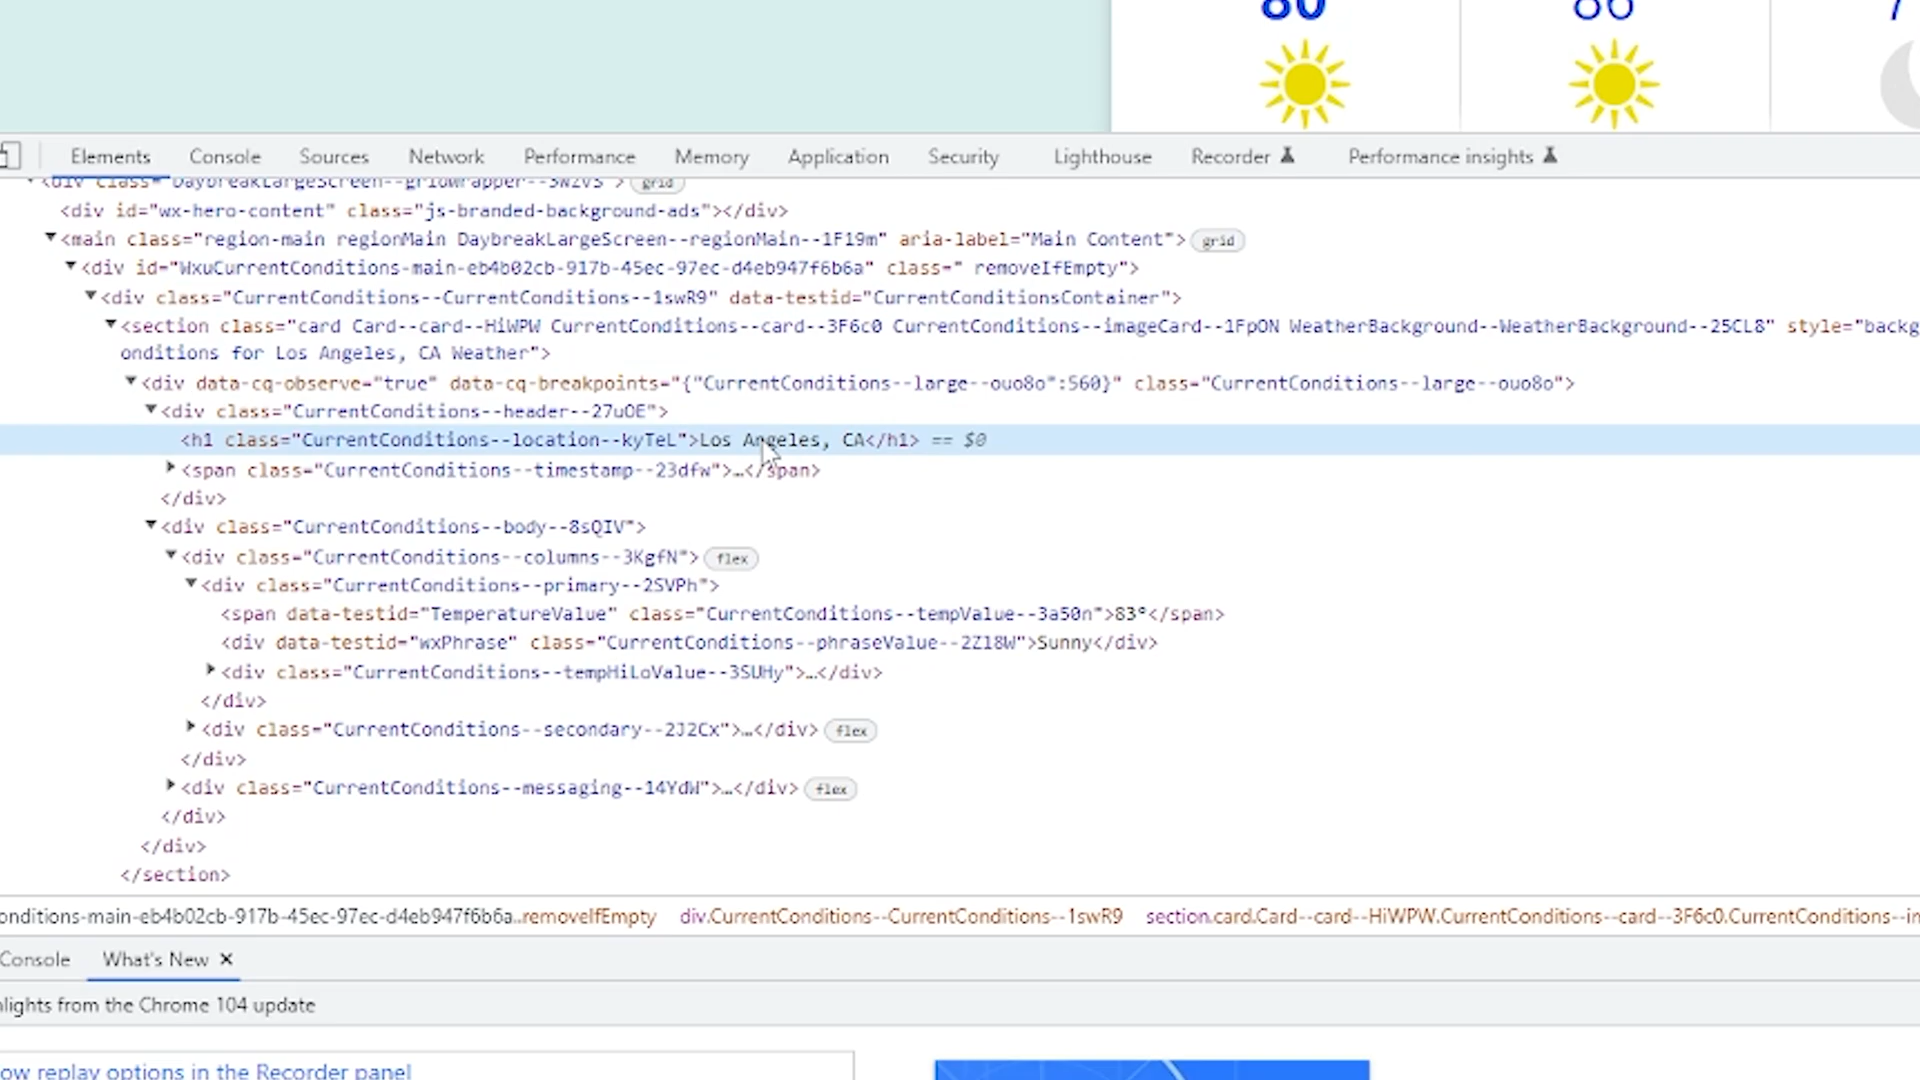 80
86
Elements Console Sources Network Performance Memory Application Security Lighthouse Recorder Performance insights
<div class="DaybreakLargeScreen--gridWrapper--3WZVS"> grid
<div id="wx-hero-content" class="js-branded-background-ads"></div>
<main class="region-main regionMain DaybreakLargeScreen--regionMain--1F19m" aria-label="Main Content"> grid
<div id="WxuCurrentConditions-main-eb4b02cb-917b-45ec-97ec-d4eb947f6b6a" class=" removeIfEmpty">
<div class="CurrentConditions--CurrentConditions--1swR9" data-testid="CurrentConditionsContainer">
<section class="card Card--card--HiWPW CurrentConditions--card--3F6c0 CurrentConditions--imageCard--1FpON WeatherBackground--WeatherBackground--25CL8" style="backg
onditions for Los Angeles, CA Weather">
<div data-cq-observe="true" data-cq-breakpoints="{"CurrentConditions--large--ouo8o":560}" class="CurrentConditions--large--ouo8o">
<div class="CurrentConditions--header--27uOE">
<h1 class="CurrentConditions--location--kyTeL">Los Angeles, CA</h1> == $0
<span class="CurrentConditions--timestamp--23dfw">…</span>
</div>
<div class="CurrentConditions--body--8sQIV">
<div class="CurrentConditions--columns--3KgfN"> flex
<div class="CurrentConditions--primary--2SVPh">
<span data-testid="TemperatureValue" class="CurrentConditions--tempValue--3a50n">83°</span>
<div data-testid="wxPhrase" class="CurrentConditions--phraseValue--2Zl8W">Sunny</div>
<div class="CurrentConditions--tempHiLoValue--3SUHy">…</div>
</div>
<div class="CurrentConditions--secondary--2J2Cx">…</div> flex
</div>
<div class="CurrentConditions--messaging--14YdW">…</div> flex
</div>
</div>
</section>
onditions-main-eb4b02cb-917b-45ec-97ec-d4eb947f6b6a..removeIfEmpty div.CurrentConditions--CurrentConditions--1swR9 section.card.Card--card--HiWPW.CurrentConditions--card--3F6c0.CurrentConditions--in
Console What's New ×
hlights from the Chrome 104 update
ow replay options in the Recorder panel